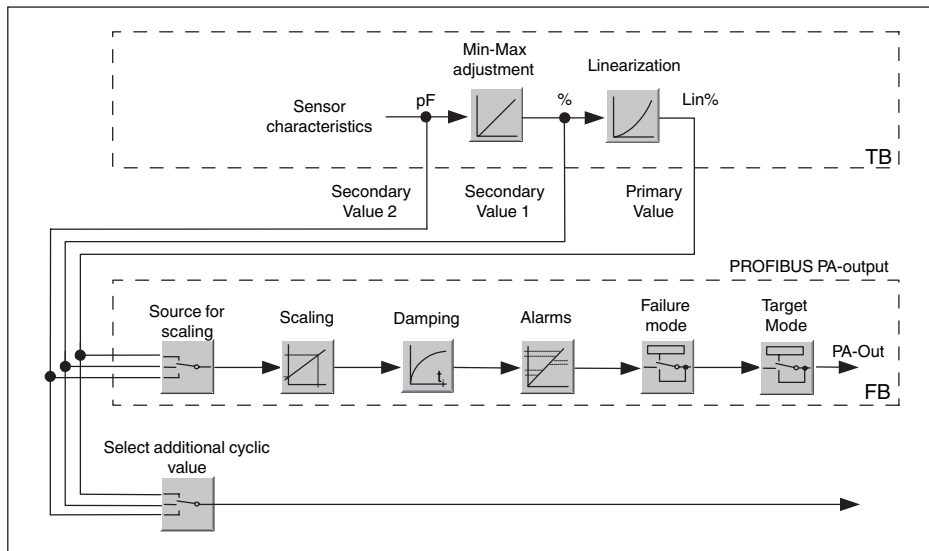 Min-Max
adjustment
Linearization
Sensor
characteristics
pF
%
Lin%
TB
Secondary
Value 2
Secondary
Value 1
Primary
Value
PROFIBUS PA-output
Source for
scaling
Scaling
Damping
Alarms
Failure
mode
Target
Mode
t
PA-Out
FB
Select additional cyclic
value